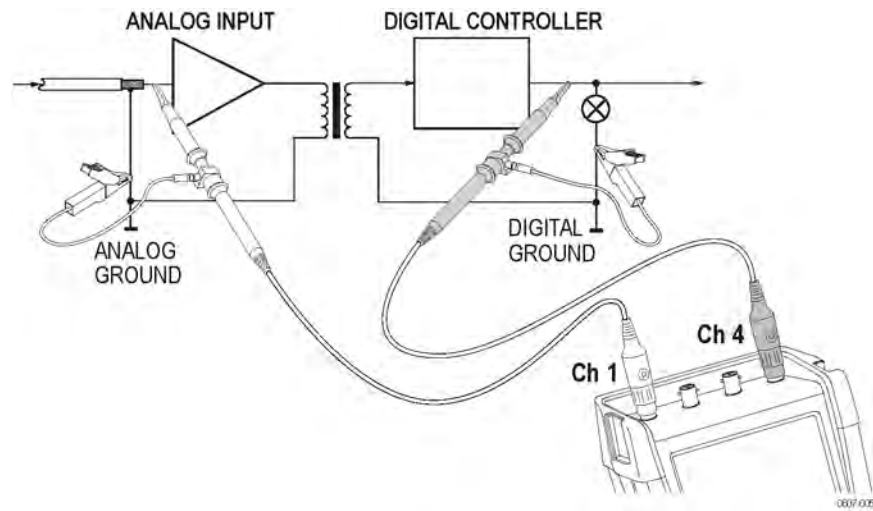 ANALOG INPUT
DIGITAL CONTROLLER
ANALOG
GROUND
DIGITAL
GROUND
Ch 1
Ch 4